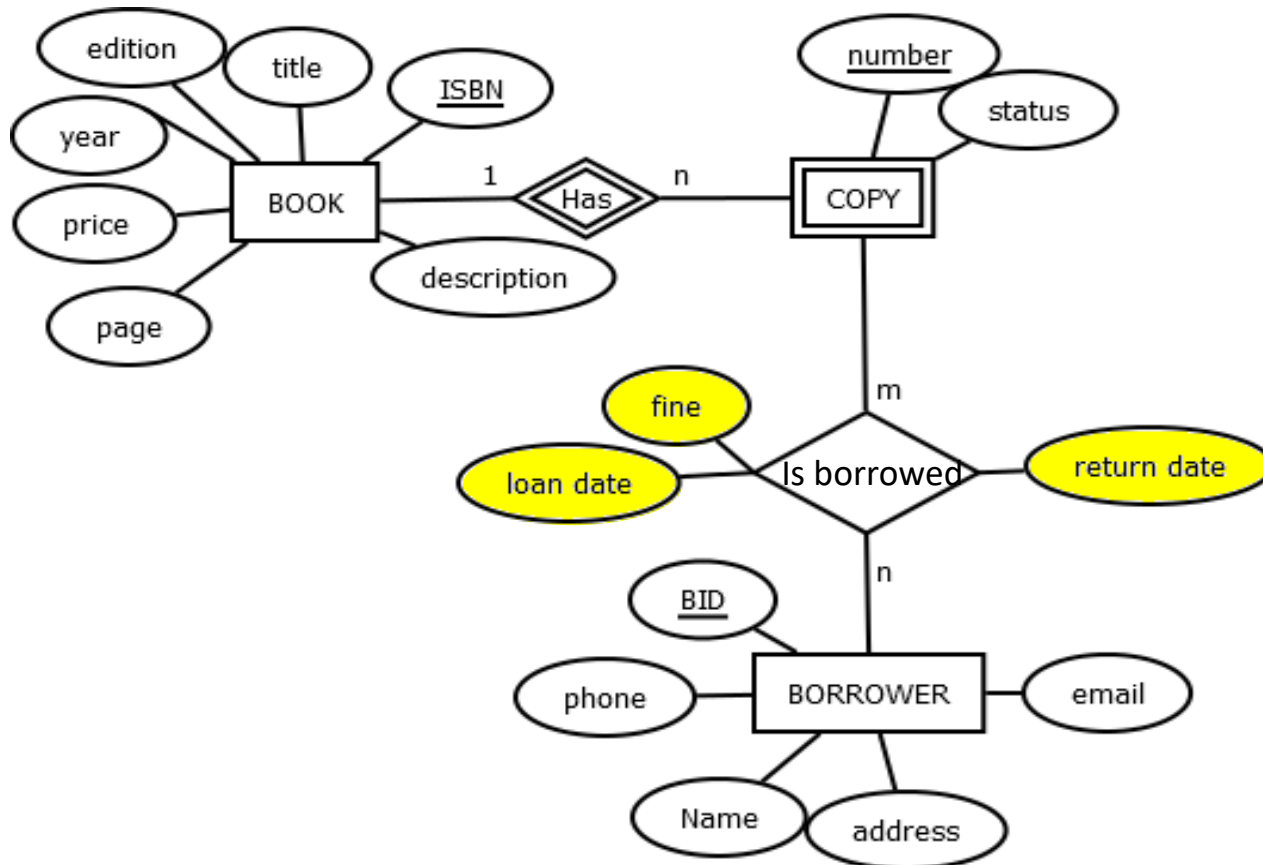 edition
title
ISBN
number
status
year
BOOK
1
Has
n
COPY
price
description
page
m
fine
loan date
Is borrowed
return date
n
BID
phone
BORROWER
email
Name
address